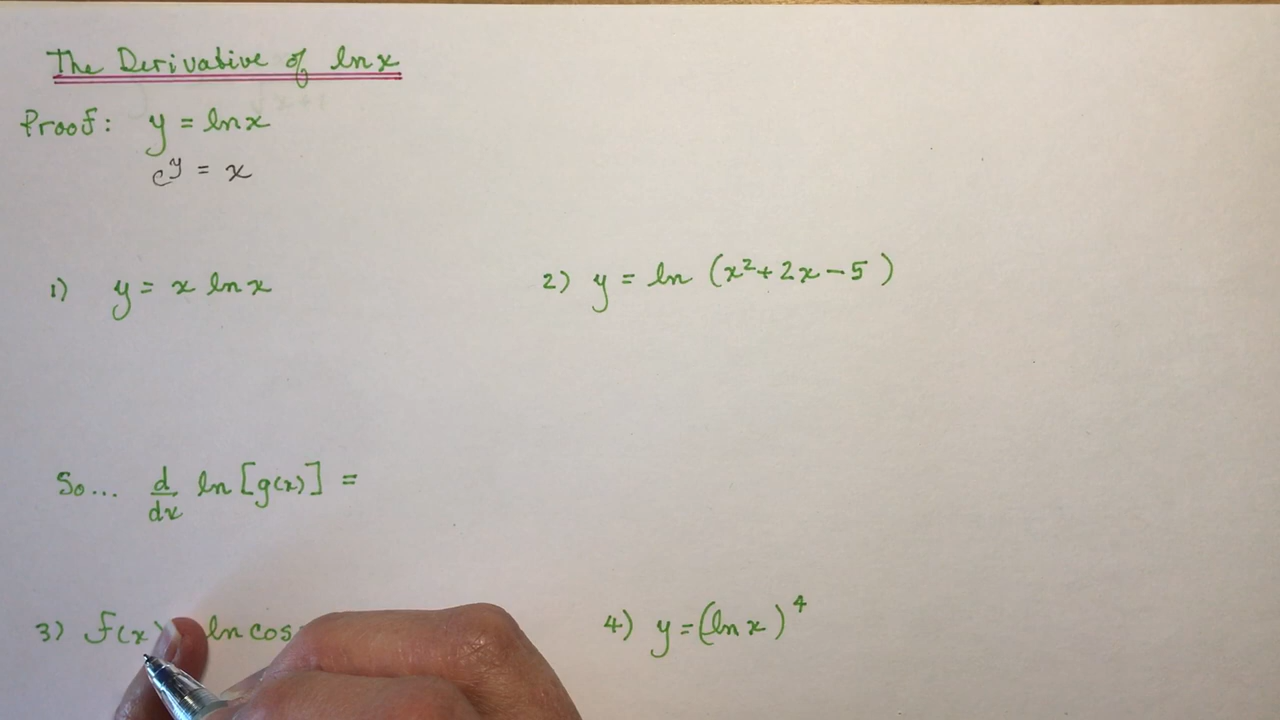 The Derivative of ln x
Proof: y = ln x
e^y = x
1) y = x ln x
2) y = ln (x²+2x-5)
So... d/dx ln [g(x)] =
3) f(x) ln cos
4) y = (ln x)⁴